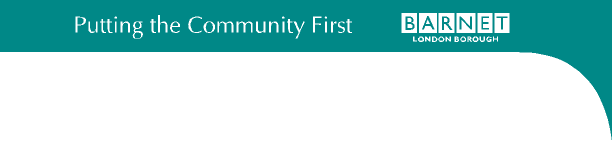 Putting the Community First
BARNET
LONDON BOROUGH